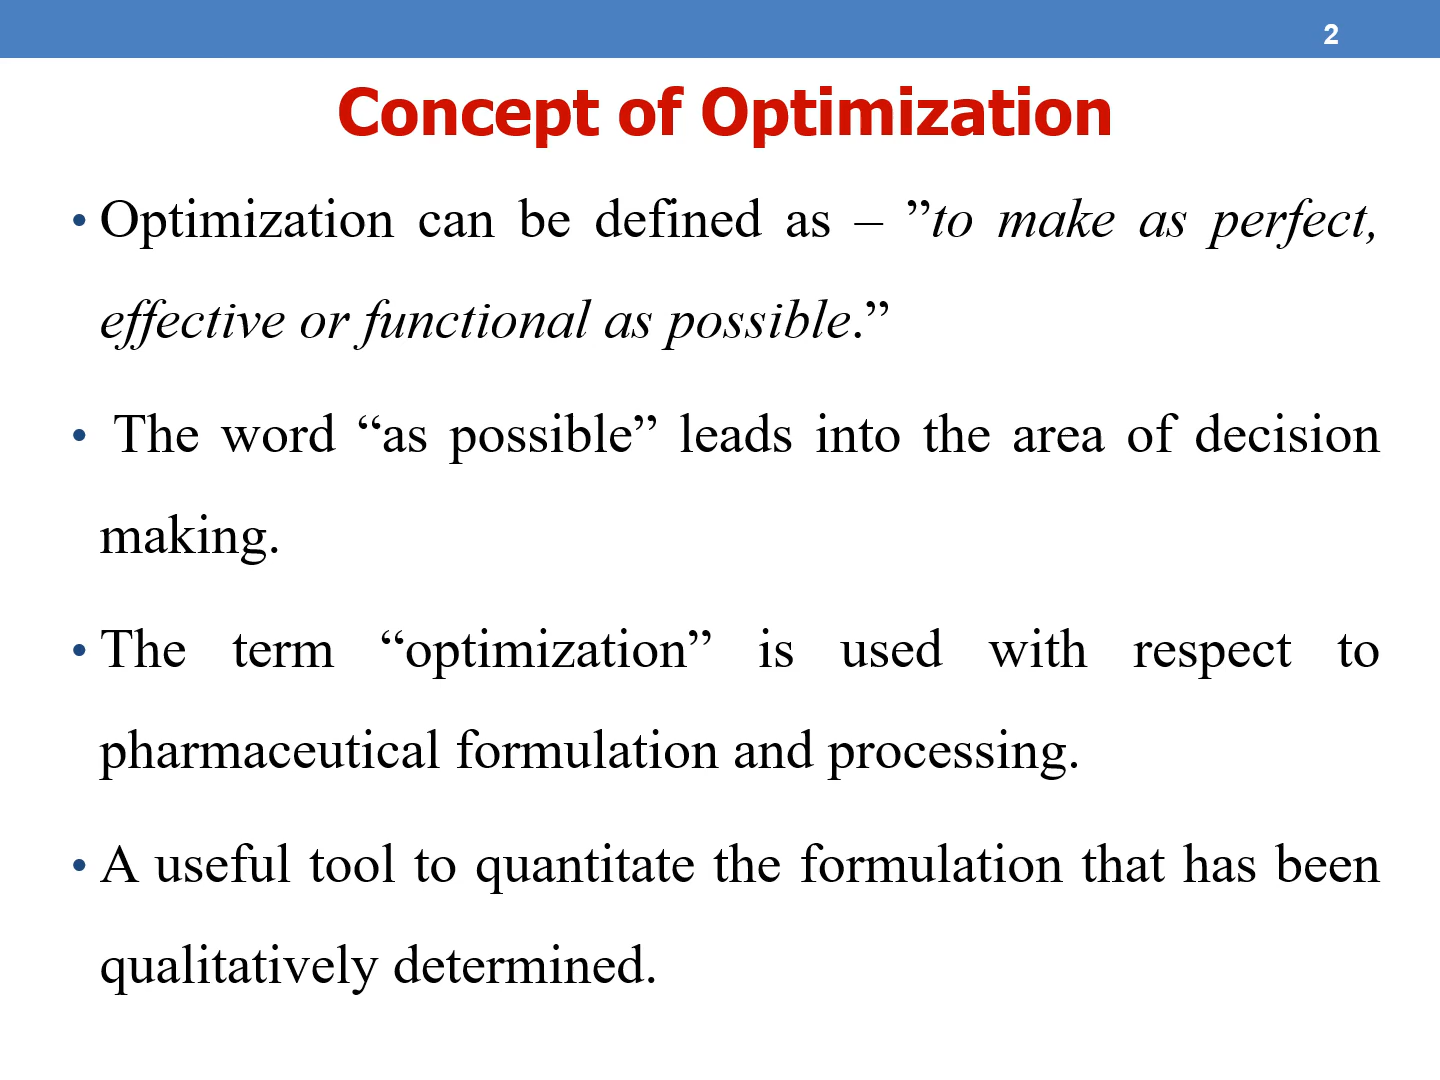 2
Concept of Optimization
• Optimization can be defined as – ”to make as perfect,
effective or functional as possible.”
• The word “as possible” leads into the area of decision
making.
• The term “optimization” is used with respect to
pharmaceutical formulation and processing.
• A useful tool to quantitate the formulation that has been
qualitatively determined.